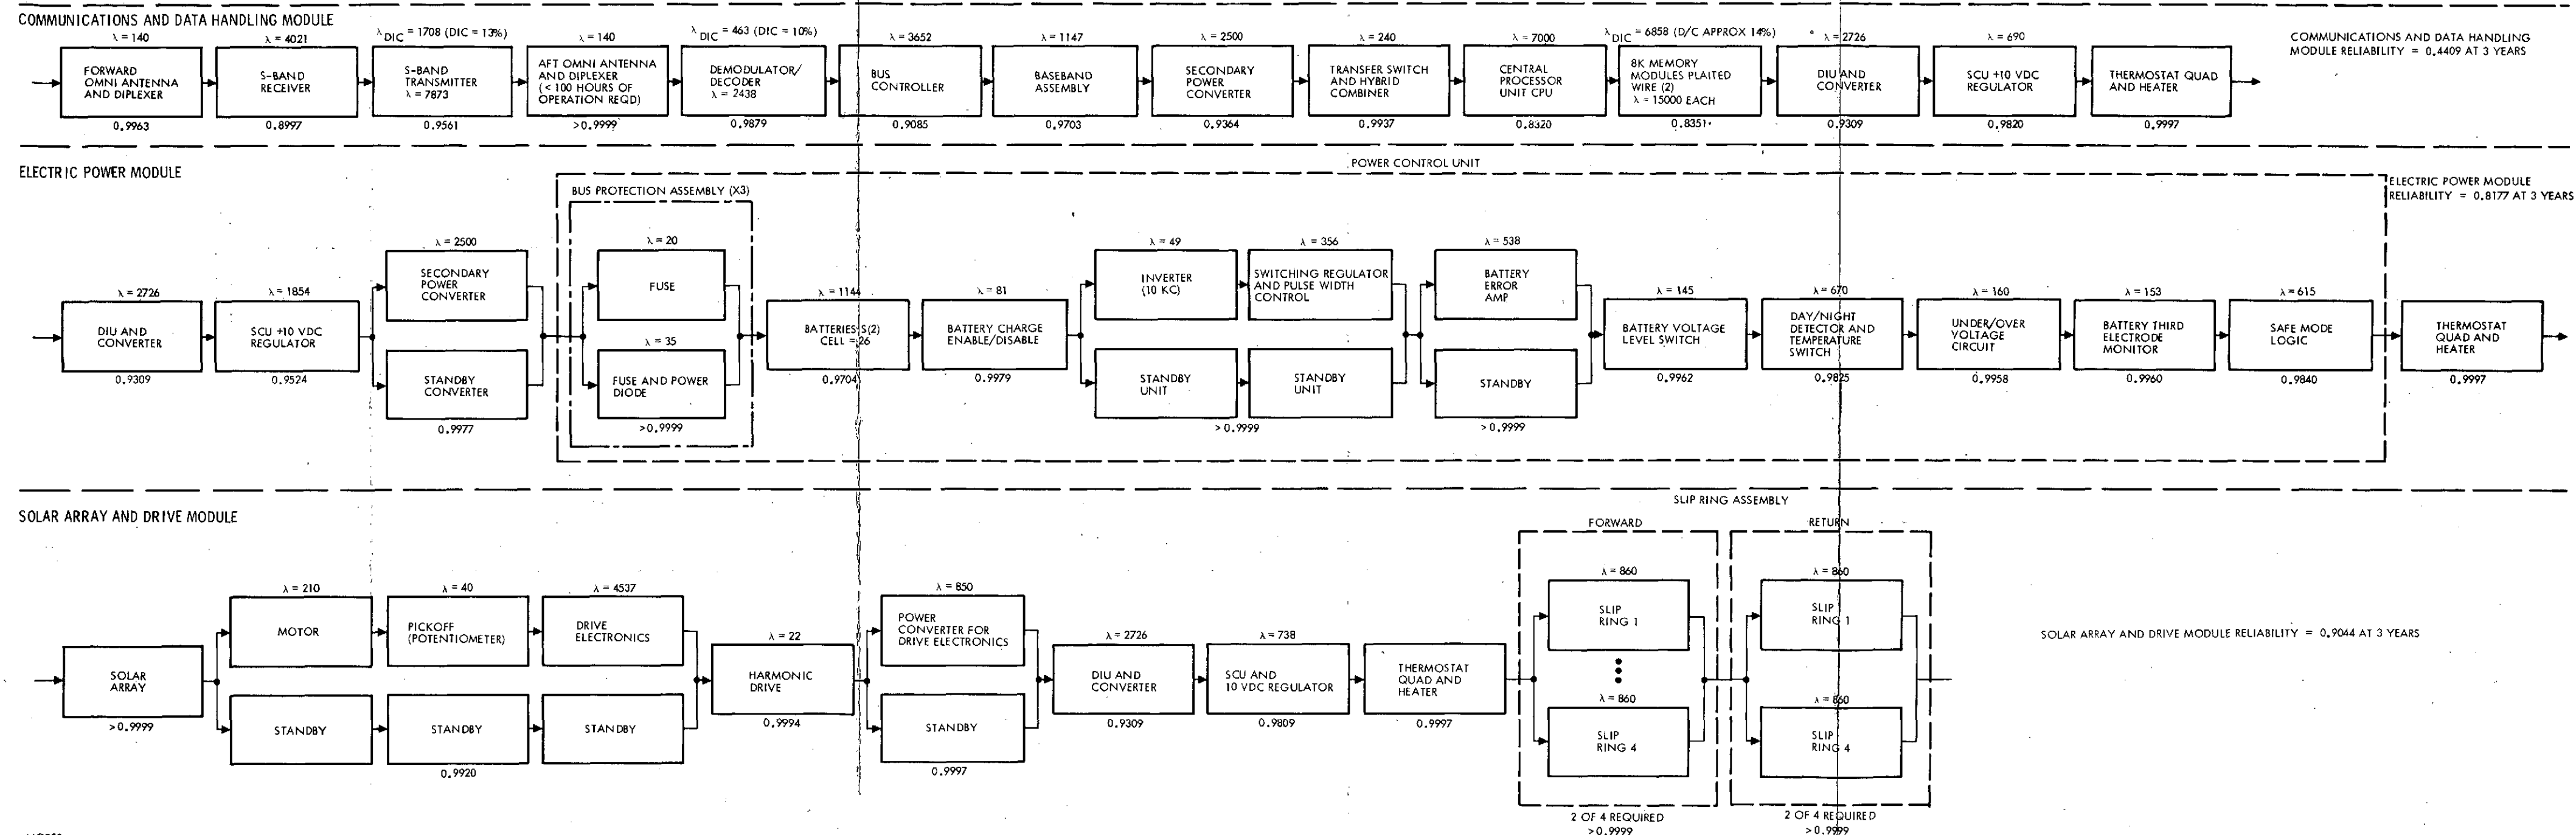 COMMUNICATIONS AND DATA HANDLING MODULE
λ = 140
FORWARD
OMNI ANTENNA
AND DIPLEXER
0.9963
λ = 4021
S-BAND
RECEIVER
0.8997
λ DIC = 1708 (DIC = 13%)
S-BAND
TRANSMITTER
λ = 7873
0.9561
λ = 140
AFT OMNI ANTENNA
AND DIPLEXER
(< 100 HOURS OF
OPERATION REQD)
>0.9999
λ DIC = 463 (DIC = 10%)
DEMODULATOR/
DECODER
λ = 2438
0.9879
λ = 3652
BUS
CONTROLLER
0.9085
λ = 1147
BASEBAND
ASSEMBLY
0.9703
λ = 2500
SECONDARY
POWER
CONVERTER
0.9364
λ = 240
TRANSFER SWITCH
AND HYBRID
COMBINER
0.9937
λ = 7000
CENTRAL
PROCESSOR
UNIT CPU
0.8320
λ DIC = 6858 (D/C APPROX 14%)
8K MEMORY
MODULES PLAITED
WIRE (2)
λ = 15000 EACH
0.8351
λ = 2726
DIU AND
CONVERTER
0.9309
λ = 690
SCU +10 VDC
REGULATOR
0.9820
THERMOSTAT QUAD
AND HEATER
0.9997
COMMUNICATIONS AND DATA HANDLING
MODULE RELIABILITY = 0.4409 AT 3 YEARS
ELECTRIC POWER MODULE
POWER CONTROL UNIT
BUS PROTECTION ASSEMBLY (X3)
ELECTRIC POWER MODULE
RELIABILITY = 0.8177 AT 3 YEARS
λ = 2726
DIU AND
CONVERTER
0.9309
λ = 1854
SCU +10 VDC
REGULATOR
0.9524
λ = 2500
SECONDARY
POWER
CONVERTER
STANDBY
CONVERTER
0.9977
λ = 20
FUSE
λ = 35
FUSE AND POWER
DIODE
>0.9999
λ = 1144
BATTERIES S(2)
CELL = 26
0.9704
λ = 81
BATTERY CHARGE
ENABLE/DISABLE
0.9979
λ = 49
INVERTER
(10 KC)
λ = 356
SWITCHING REGULATOR
AND PULSE WIDTH
CONTROL
STANDBY
UNIT
STANDBY
UNIT
>0.9999
λ = 538
BATTERY
ERROR
AMP
STANDBY
>0.9999
λ = 145
BATTERY VOLTAGE
LEVEL SWITCH
0.9962
λ = 670
DAY/NIGHT
DETECTOR AND
TEMPERATURE
SWITCH
0.9825
λ = 160
UNDER/OVER
VOLTAGE
CIRCUIT
0.9958
λ = 153
BATTERY THIRD
ELECTRODE
MONITOR
0.9960
λ = 615
SAFE MODE
LOGIC
0.9840
THERMOSTAT
QUAD AND
HEATER
0.9997
SOLAR ARRAY AND DRIVE MODULE
SLIP RING ASSEMBLY
SOLAR
ARRAY
>0.9999
λ = 210
MOTOR
λ = 40
PICKOFF
(POTENTIOMETER)
λ = 4537
DRIVE
ELECTRONICS
STANDBY
STANDBY
STANDBY
0.9920
λ = 22
HARMONIC
DRIVE
0.9994
λ = 850
POWER
CONVERTER FOR
DRIVE ELECTRONICS
STANDBY
0.9997
λ = 2726
DIU AND
CONVERTER
0.9309
λ = 738
SCU AND
10 VDC REGULATOR
0.9809
THERMOSTAT
QUAD AND
HEATER
0.9997
FORWARD
λ = 860
SLIP
RING 1
λ = 860
SLIP
RING 4
2 OF 4 REQUIRED
>0.9999
RETURN
λ = 860
SLIP
RING 1
λ = 860
SLIP
RING 4
2 OF 4 REQUIRED
>0.9999
SOLAR ARRAY AND DRIVE MODULE RELIABILITY = 0.9044 AT 3 YEARS